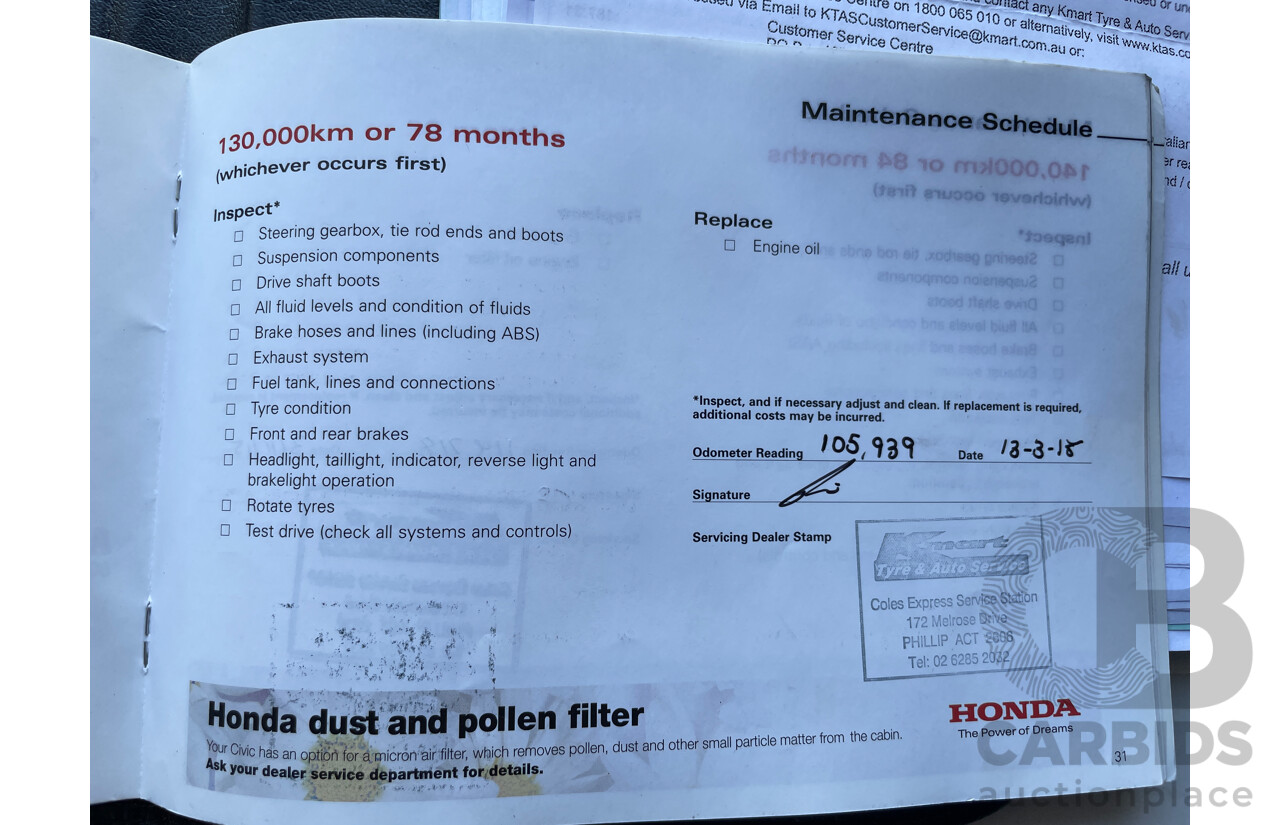 contact any Kmart Tyre & Auto Serv
Centre on 1800 065 010 or alternatively, visit www.ktas.co
via Email to KTASCustomerService@kmart.com.au or:
Customer Service Centre
Maintenance Schedule
130,000km or 78 months
(whichever occurs first)
Inspect*
Steering gearbox, tie rod ends and boots
Suspension components
Drive shaft boots
All fluid levels and condition of fluids
Brake hoses and lines (including ABS)
Exhaust system
Fuel tank, lines and connections
Tyre condition
Front and rear brakes
Headlight, taillight, indicator, reverse light and
brakelight operation
Rotate tyres
Test drive (check all systems and controls)
Replace
Engine oil
*Inspect, and if necessary adjust and clean. If replacement is required,
additional costs may be incurred.
Odometer Reading 105,939 Date 13-3-15
Signature
Servicing Dealer Stamp
Kmart
Tyre & Auto Service
Coles Express Service Station
172 Melrose Drive
PHILLIP ACT 2606
Tel: 02 6285 2032
Honda dust and pollen filter
Your Civic has an option for a micron air filter, which removes pollen, dust and other small particle matter from the cabin.
Ask your dealer service department for details.
HONDA
The Power of Dreams
31
CARBIDS
auctionplace